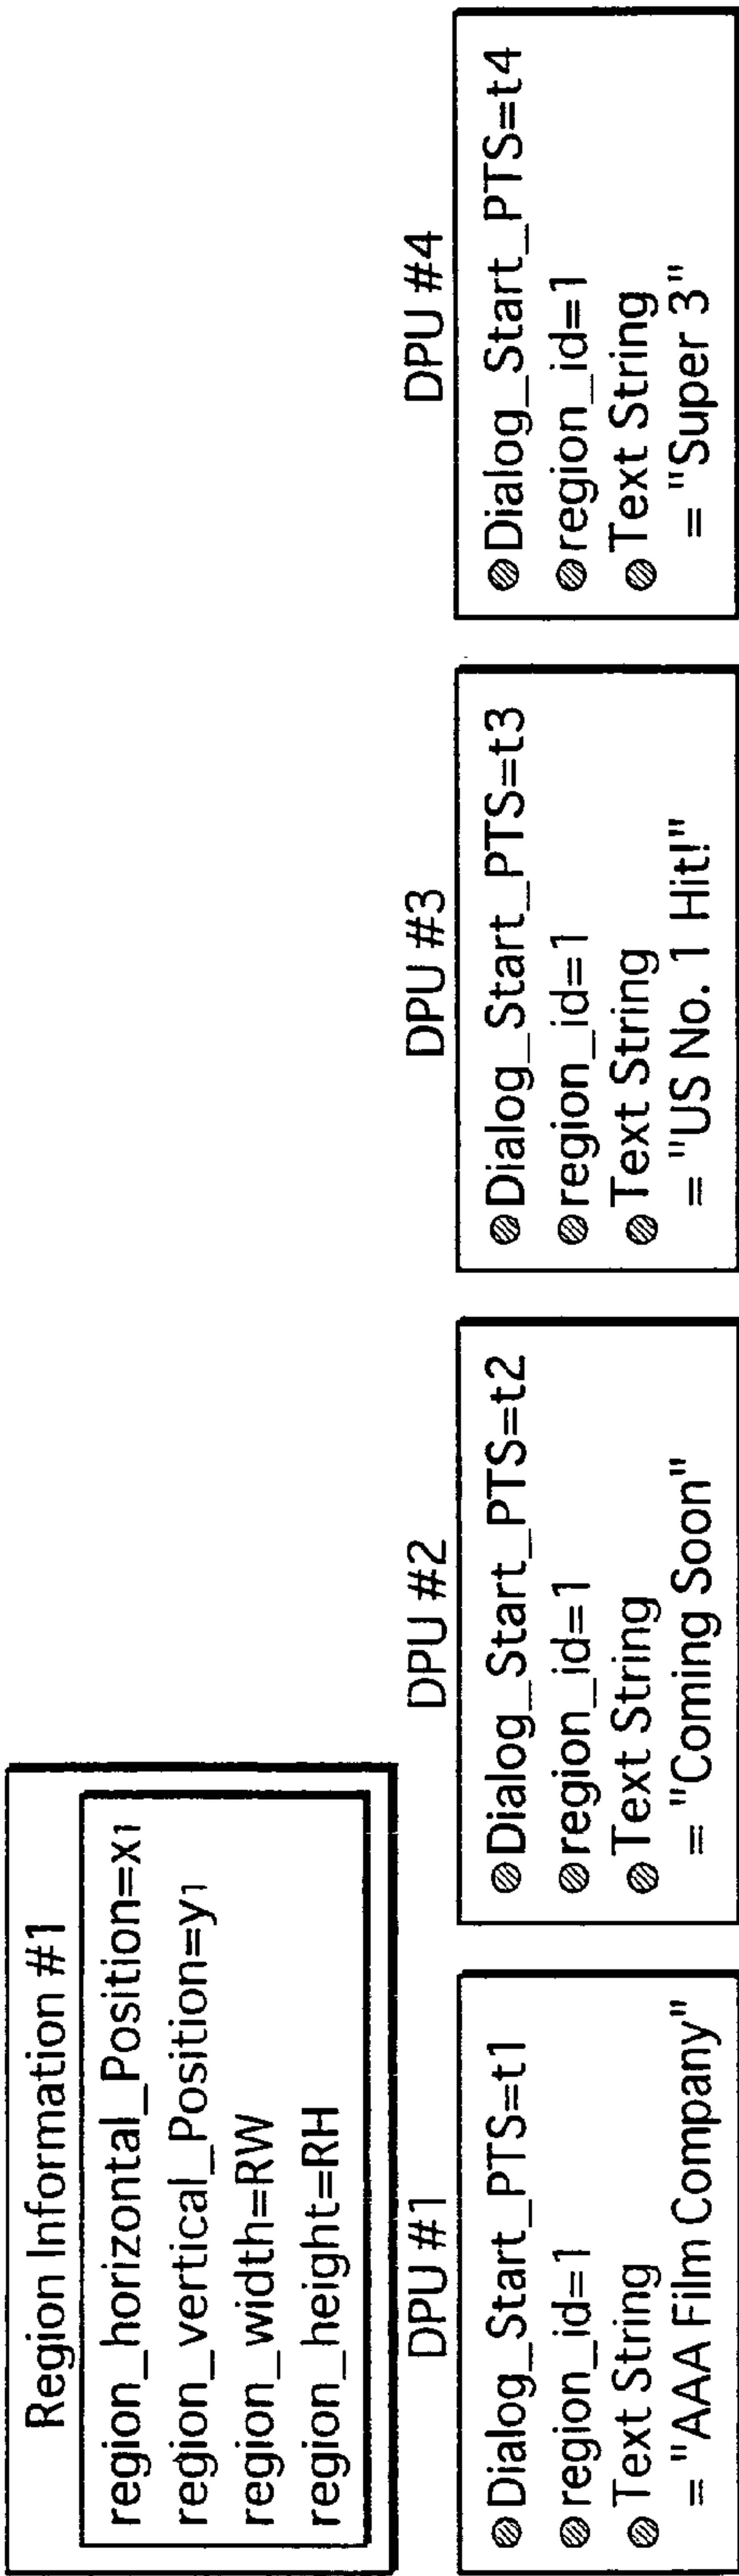 Region Information #1
region_horizontal_Position=x1
region_vertical_Position=y1
region_width=RW
region_height=RH
DPU #1
Dialog_Start_PTS=t1
region_id=1
Text String
= "AAA Film Company"
DPU #2
Dialog_Start_PTS=t2
region_id=1
Text String
= "Coming Soon"
DPU #3
Dialog_Start_PTS=t3
region_id=1
Text String
= "US No. 1 Hit!"
DPU #4
Dialog_Start_PTS=t4
region_id=1
Text String
= "Super 3"